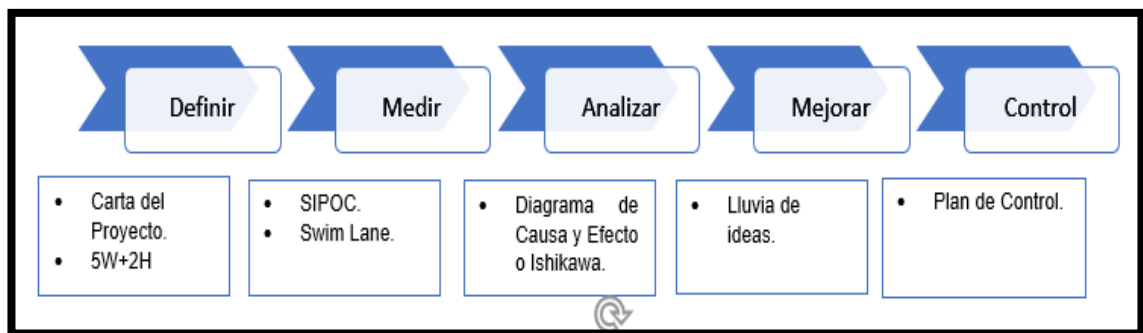 Definir
Medir
Analizar
Mejorar
Control
• Carta del
Proyecto.
• 5W+2H
• SIPOC.
• Swim Lane.
• Diagrama de
Causa y Efecto
o Ishikawa.
• Lluvia de
ideas.
• Plan de Control.